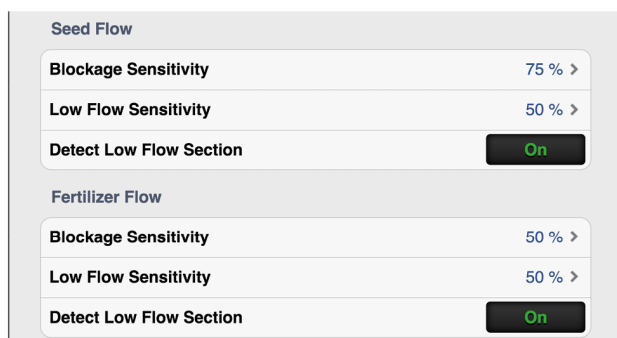 Seed Flow
Blockage Sensitivity 75 %
Low Flow Sensitivity 50 %
Detect Low Flow Section On
Fertilizer Flow
Blockage Sensitivity 50 %
Low Flow Sensitivity 50 %
Detect Low Flow Section On